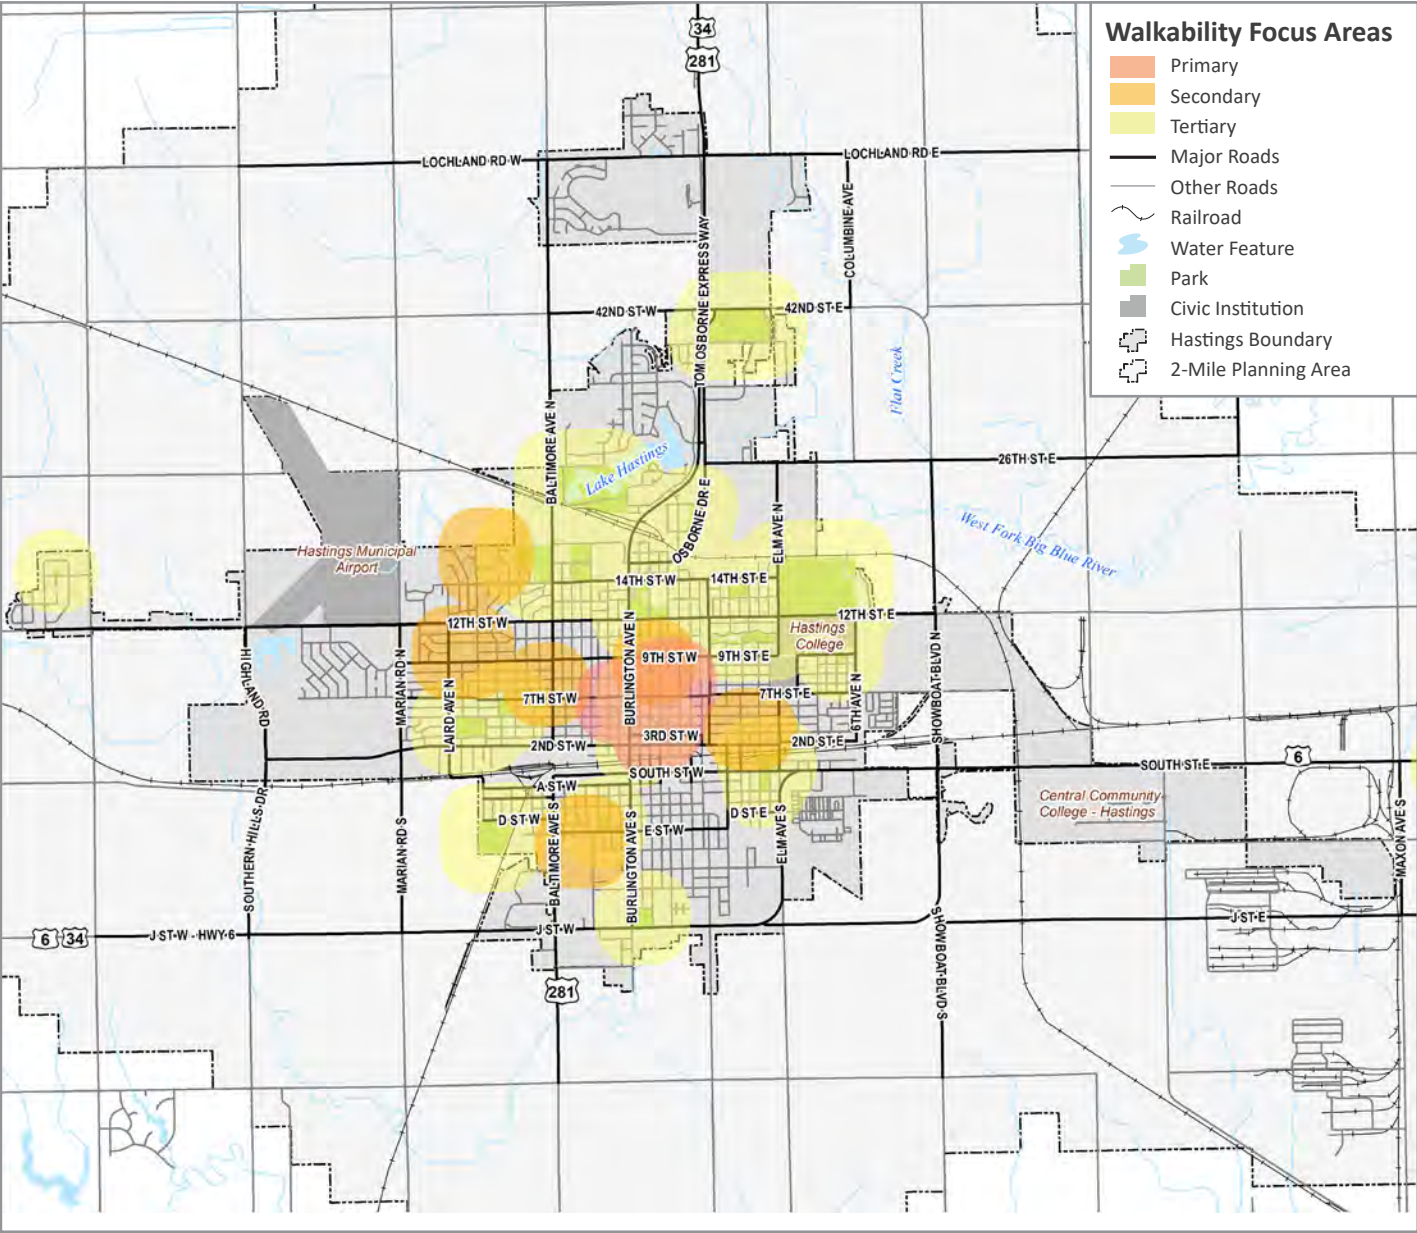 Walkability Focus Areas
Primary
Secondary
Tertiary
Major Roads
Other Roads
Railroad
Water Feature
Park
Civic Institution
Hastings Boundary
2-Mile Planning Area
34
281
LOCHLAND RD W
LOCHLAND RD E
COLUMBINE AVE
TOM OSBORNE EXPRESSWAY
42ND ST W
42ND ST E
Flat Creek
BALTIMORE AVE N
Lake Hastings
26TH ST E
OSBORNE DR E
ELM AVE N
West Fork Big Blue River
Hastings Municipal
Airport
14TH ST W
14TH ST E
12TH ST W
12TH ST E
BURLINGTON AVE N
Hastings
College
9TH ST W
9TH ST E
HIGHLAND RD
MARIAN RD N
LAIRD AVE N
7TH ST W
7TH ST E
6TH AVE N
SHOWBOAT BLVD N
3RD ST W
2ND ST W
2ND ST E
SOUTH ST W
SOUTH ST E
6
A ST W
D ST W
D ST E
E ST W
Central Community
College - Hastings
SOUTHERN HILLS DR
MARIAN RD S
BALTIMORE AVE S
BURLINGTON AVE S
ELM AVE S
MAXON AVE S
6
34
J ST W - HWY 6
J ST W
J ST E
SHOWBOAT BLVD S
281